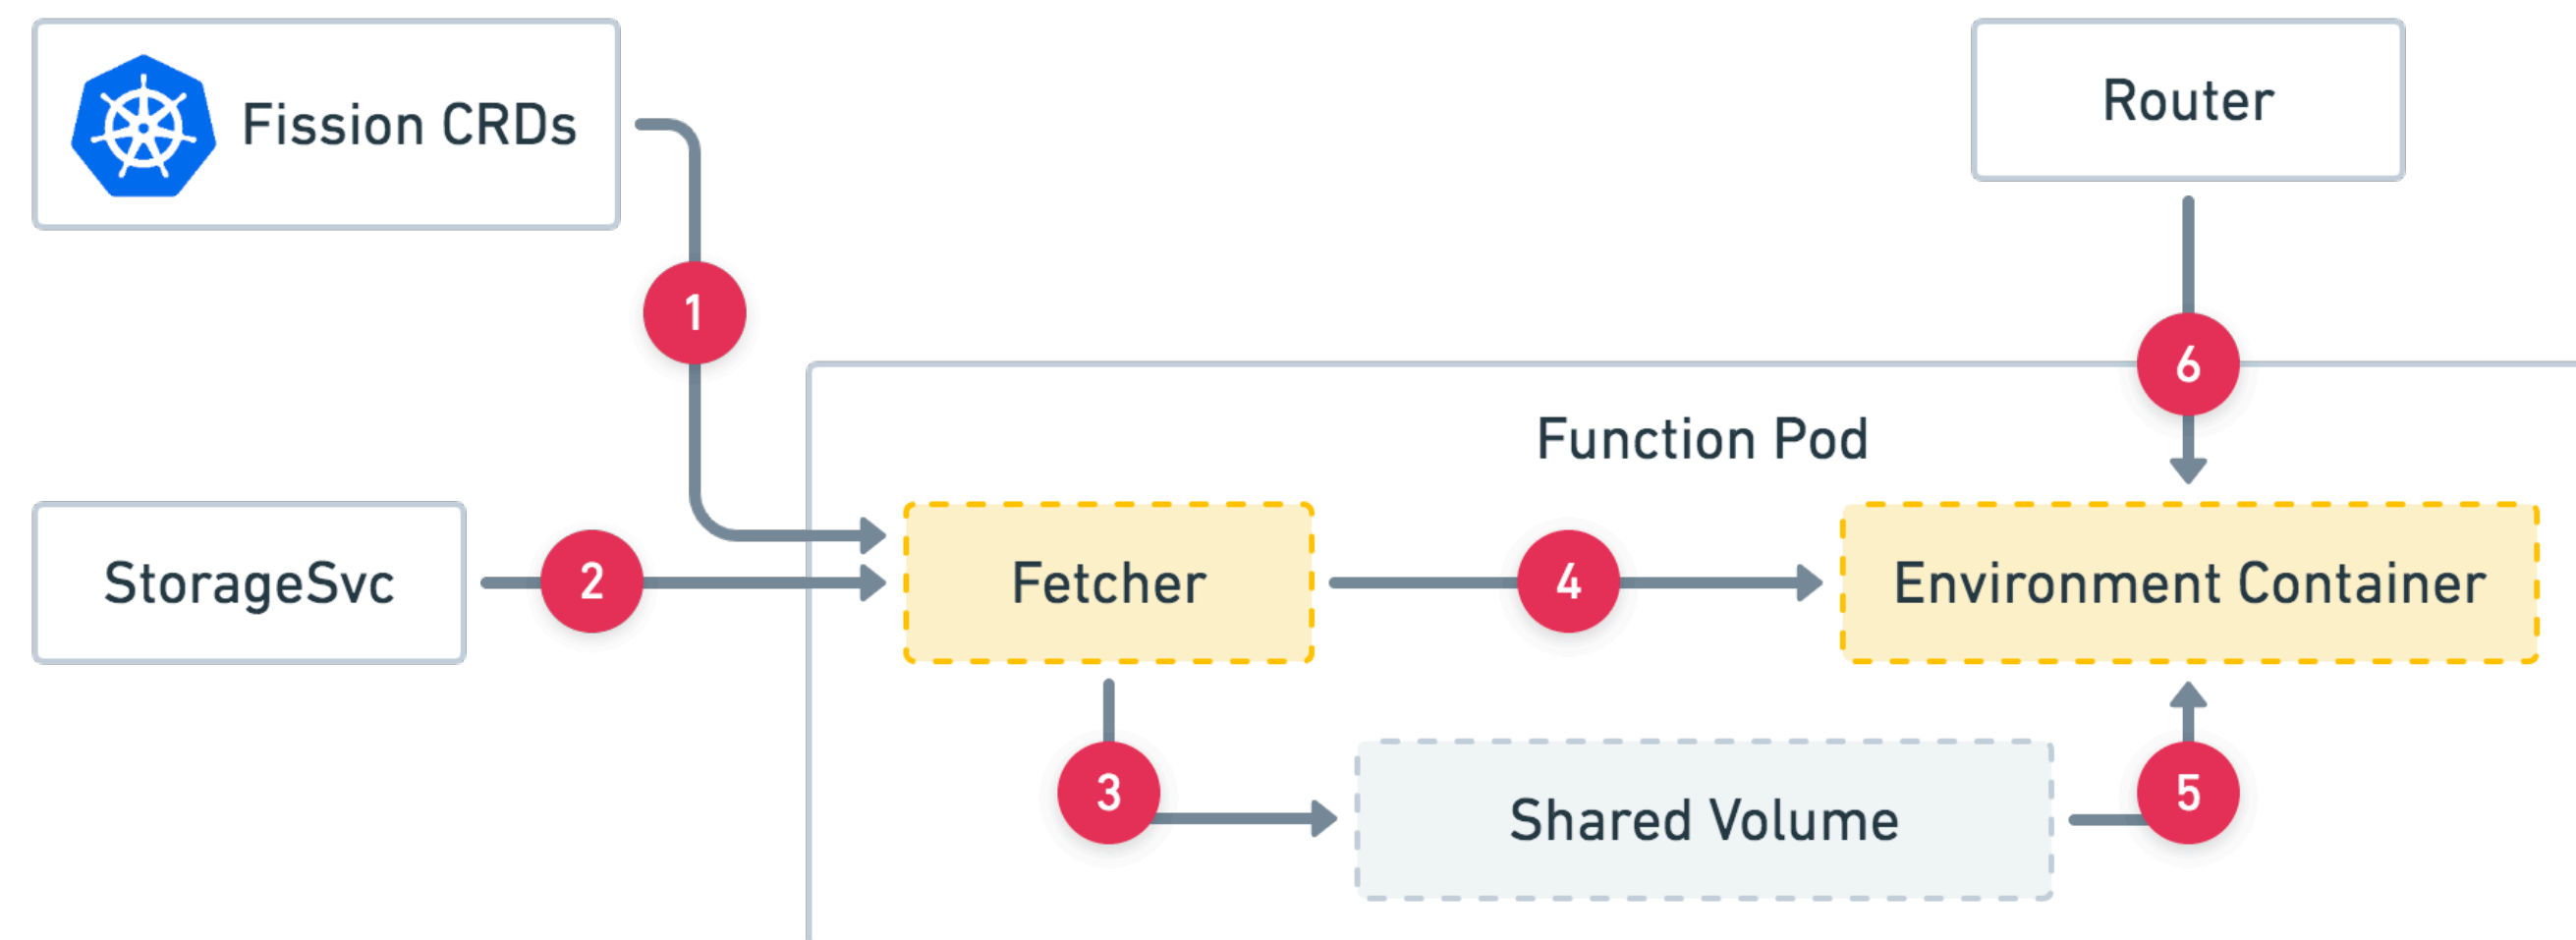 Fission CRDs
Router
1
6
Function Pod
StorageSvc
2
Fetcher
4
Environment Container
3
Shared Volume
5